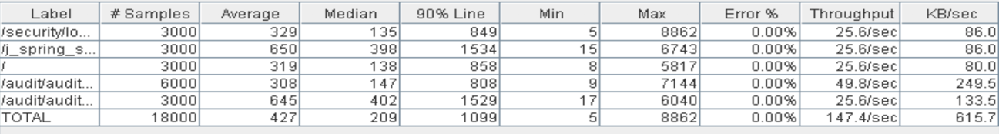 Label # Samples Average Median 90% Line Min Max Error % Throughput KB/sec
/security/lo... 3000 329 135 849 5 8862 0.00% 25.6/sec 86.0
/j_spring_s... 3000 650 398 1534 15 6743 0.00% 25.6/sec 86.0
/ 3000 319 138 858 8 5817 0.00% 25.6/sec 80.0
/audit/audit... 6000 308 147 808 9 7144 0.00% 49.8/sec 249.5
/audit/audit... 3000 645 402 1529 17 6040 0.00% 25.6/sec 133.5
TOTAL 18000 427 209 1099 5 8862 0.00% 147.4/sec 615.7